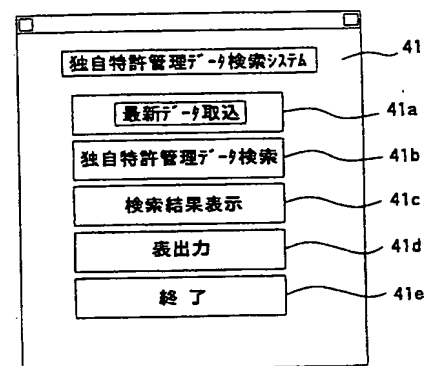 独自特許管理ﾃﾞｰﾀ検索ｼｽﾃﾑ
41
最新ﾃﾞｰﾀ取込
41a
独自特許管理ﾃﾞｰﾀ検索
41b
検索結果表示
41c
表出力
41d
終 了
41e